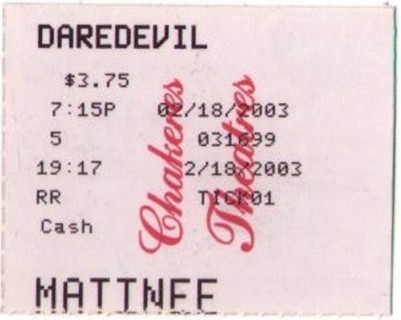 DAREDEVIL
$3.75
7:15P 02/18/2003
5 031699
19:17 2/18/2003
RR TICK01
Cash
MATINEE
Chakeres
Theatres